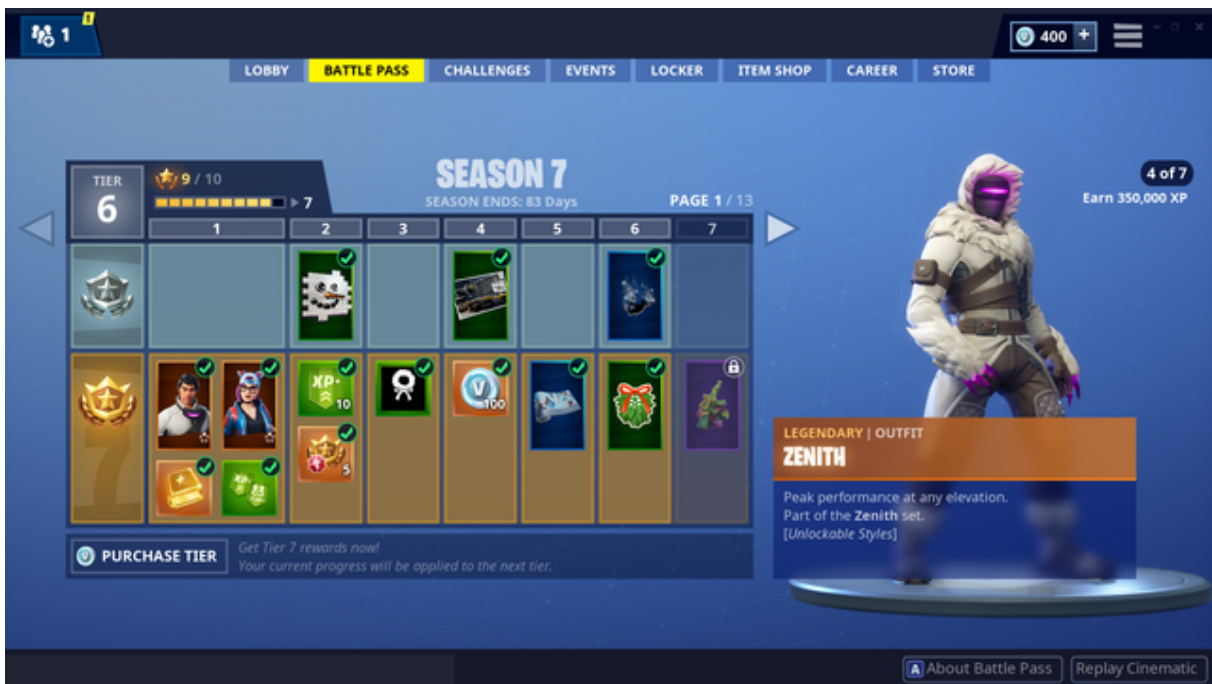 1
!
400 +
LOBBY BATTLE PASS CHALLENGES EVENTS LOCKER ITEM SHOP CAREER STORE
TIER
6
9 / 10
7
SEASON 7
SEASON ENDS: 83 Days
PAGE 1 / 13
1 2 3 4 5 6 7
XP+
10
V
100
5
XP+
7
PURCHASE TIER
Get Tier 7 rewards now!
Your current progress will be applied to the next tier.
4 of 7
Earn 350,000 XP
LEGENDARY | OUTFIT
ZENITH
Peak performance at any elevation.
Part of the Zenith set.
[Unlockable Styles]
A About Battle Pass
Replay Cinematic